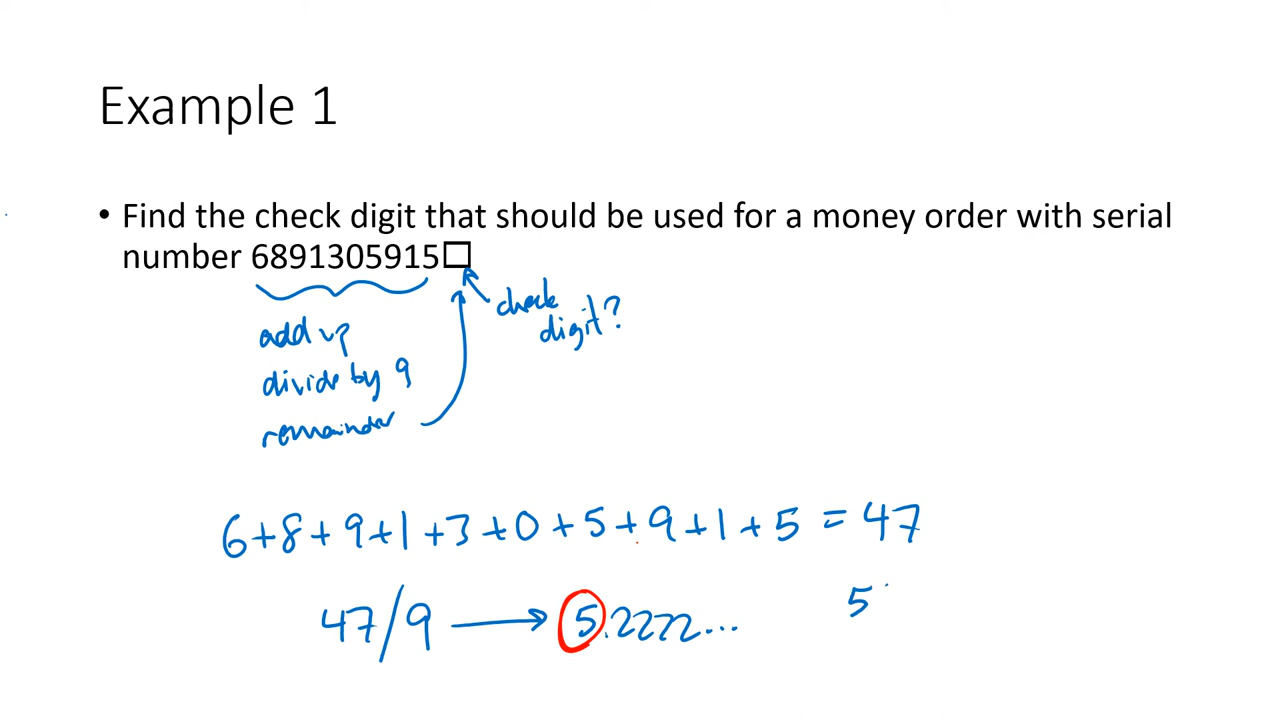 Example 1
• Find the check digit that should be used for a money order with serial
number 6891305915□
check
digit?
add up
divide by 9
remainder
6+8+9+1+3+0+5+9+1+5 = 47
47/9 → 5.2222... 5